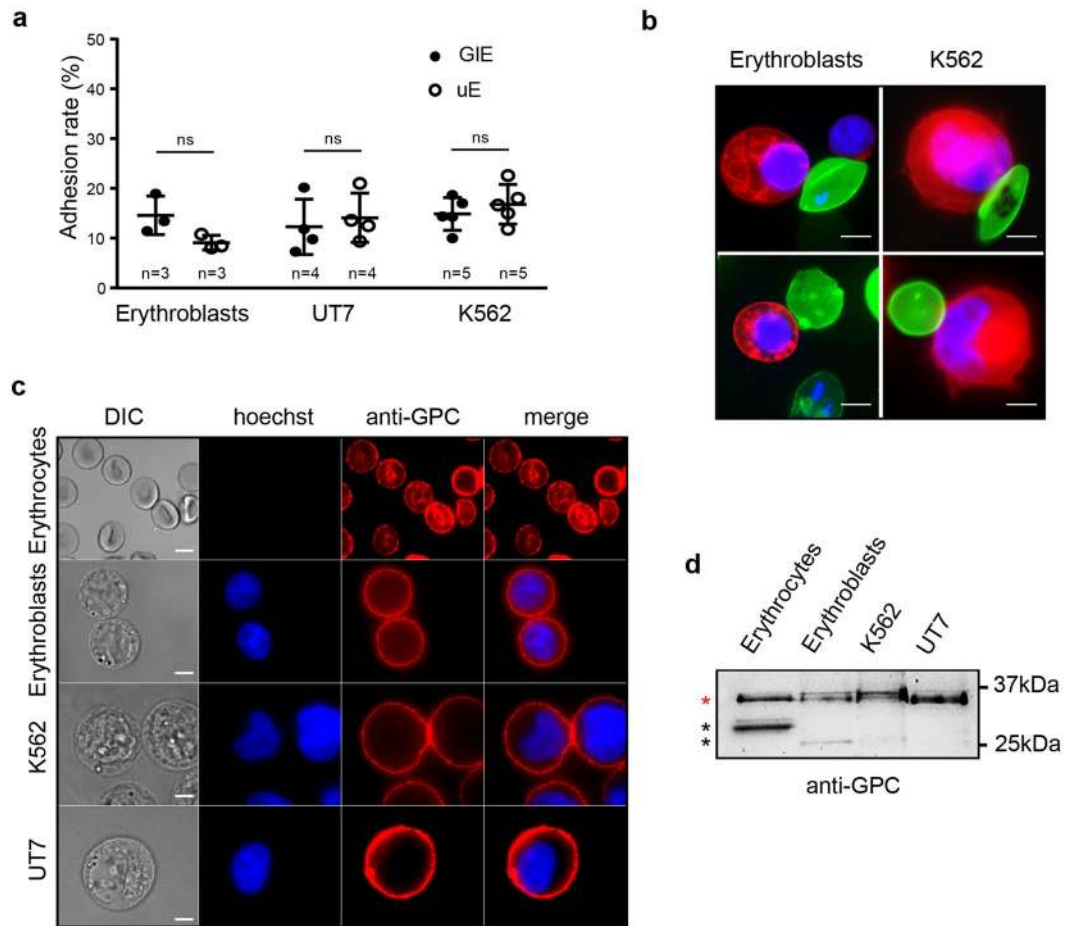 a
Adhesion rate (%)
50
40
30
20
10
0
GIE
uE
ns
ns
ns
n=3
n=3
n=4
n=4
n=5
n=5
Erythroblasts
UT7
K562
b
Erythroblasts
K562
c
DIC
hoechst
anti-GPC
merge
Erythrocytes
Erythroblasts
K562
UT7
d
Erythrocytes
Erythroblasts
K562
UT7
*
*
*
37kDa
25kDa
anti-GPC